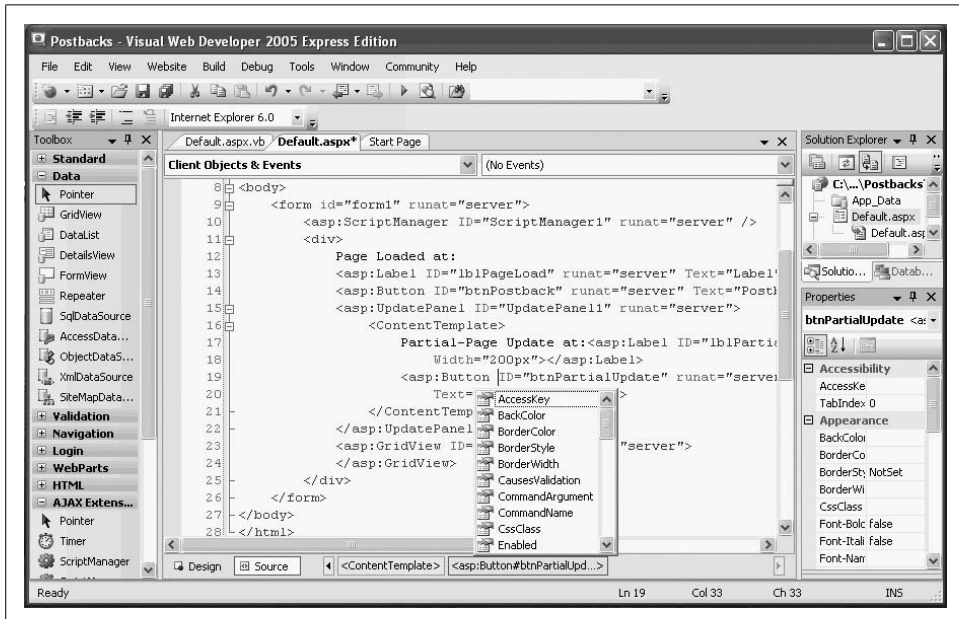 Postbacks - Visual Web Developer 2005 Express Edition
File Edit View Website Build Debug Tools Window Community Help
Internet Explorer 6.0
Toolbox
Standard
Data
Pointer
GridView
DataList
DetailsView
FormView
Repeater
SqlDataSource
AccessData...
ObjectDataS...
XmlDataSource
SiteMapData...
Validation
Navigation
Login
WebParts
HTML
AJAX Extens...
Pointer
Timer
ScriptManager
Default.aspx.vb Default.aspx* Start Page
Client Objects & Events (No Events)
8 <body>
9 <form id="form1" runat="server">
10 <asp:ScriptManager ID="ScriptManager1" runat="server" />
11 <div>
12 Page Loaded at:
13 <asp:Label ID="lblPageLoad" runat="server" Text="Label"
14 <asp:Button ID="btnPostback" runat="server" Text="Post
15 <asp:UpdatePanel ID="UpdatePanel1" runat="server">
16 <ContentTemplate>
17 Partial-Page Update at:<asp:Label ID="lblParti
18 Width="200px"></asp:Label>
19 <asp:Button ID="btnPartialUpdate" runat="serve
20 Text= >
21 </ContentTemp
22 </asp:UpdatePanel
23 <asp:GridView ID= "server">
24 </asp:GridView>
25 </div>
26 </form>
27 </body>
28 </html>
AccessKey
BackColor
BorderColor
BorderStyle
BorderWidth
CausesValidation
CommandArgument
CommandName
CssClass
Enabled
Design Source <ContentTemplate> <asp:Button#btnPartialUpd...>
Solution Explorer
C:\...\Postbacks
App_Data
Default.aspx
Default.asp
Solutio... Datab...
Properties
btnPartialUpdate <a
Accessibility
AccessKe
TabIndex 0
Appearance
BackColo
BorderCo
BorderSt NotSet
BorderWi
CssClass
Font-Bolc false
Font-Itali false
Font-Nam
Ready Ln 19 Col 33 Ch 33 INS